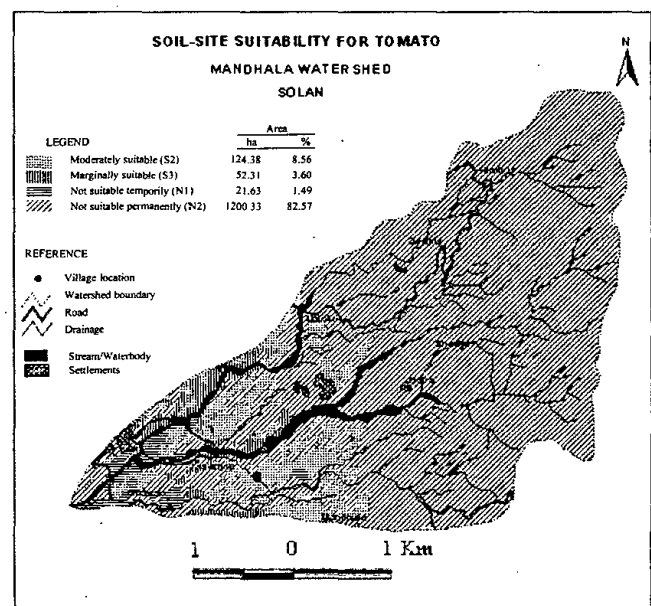 SOIL-SITE SUITABILITY FOR TOMATO
MANDHALA WATERSHED
SOLAN
N
LEGEND
Area
ha %
Moderately suitable (S2) 124.38 8.56
Marginally suitable (S3) 52.31 3.60
Not suitable temporily (N1) 21.63 1.49
Not suitable permanently (N2) 1200.33 82.57
REFERENCE
Village location
Watershed boundary
Road
Drainage
Stream/Waterbody
Settlements
1 0 1 Km